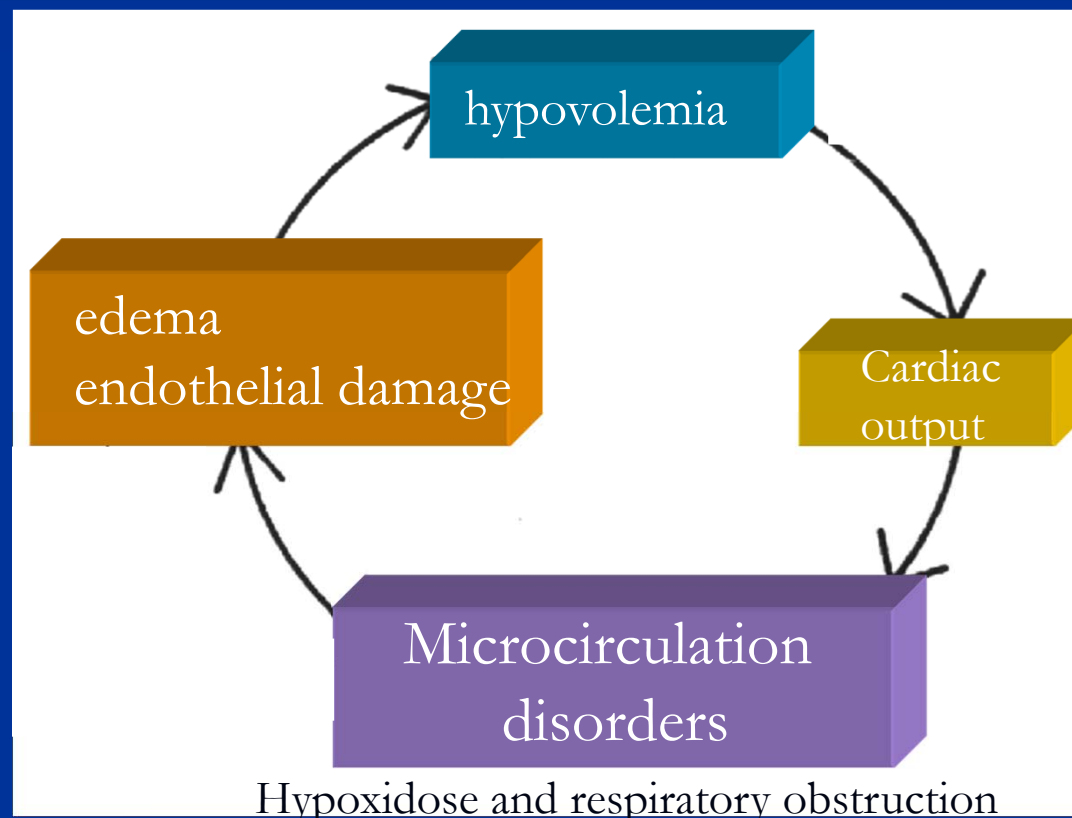 hypovolemia
edema
endothelial damage
Cardiac
output
Microcirculation
disorders
Hypoxidose and respiratory obstruction